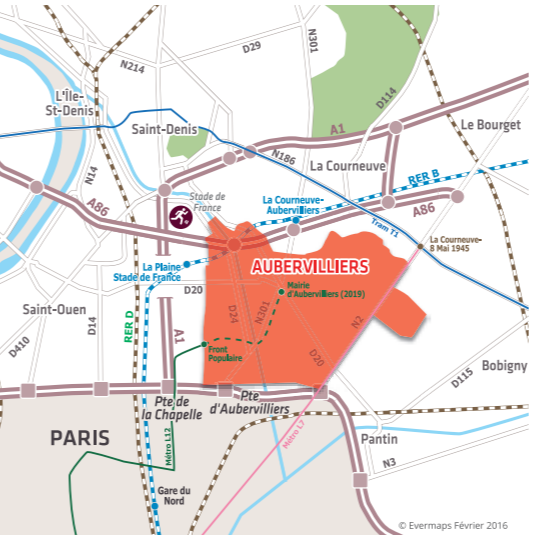 D29
N301
N214
L'Île-
St-Denis
D114
Saint-Denis
A1
Le Bourget
N186
La Courneuve
N14
RER B
Stade de
France
La Courneuve-
Aubervilliers
A86
A86
Tram T1
La Courneuve-
8 Mai 1945
La Plaine
Stade de France
AUBERVILLIERS
D20
Mairie
d'Aubervilliers (2019)
Saint-Ouen
D14
RER D
D24
N301
N2
A1
D410
Front
Populaire
D20
Bobigny
D115
Pte de
la Chapelle
Pte
d'Aubervilliers
PARIS
Métro L12
Métro L7
Pantin
N3
Gare du
Nord
© Evermaps Février 2016